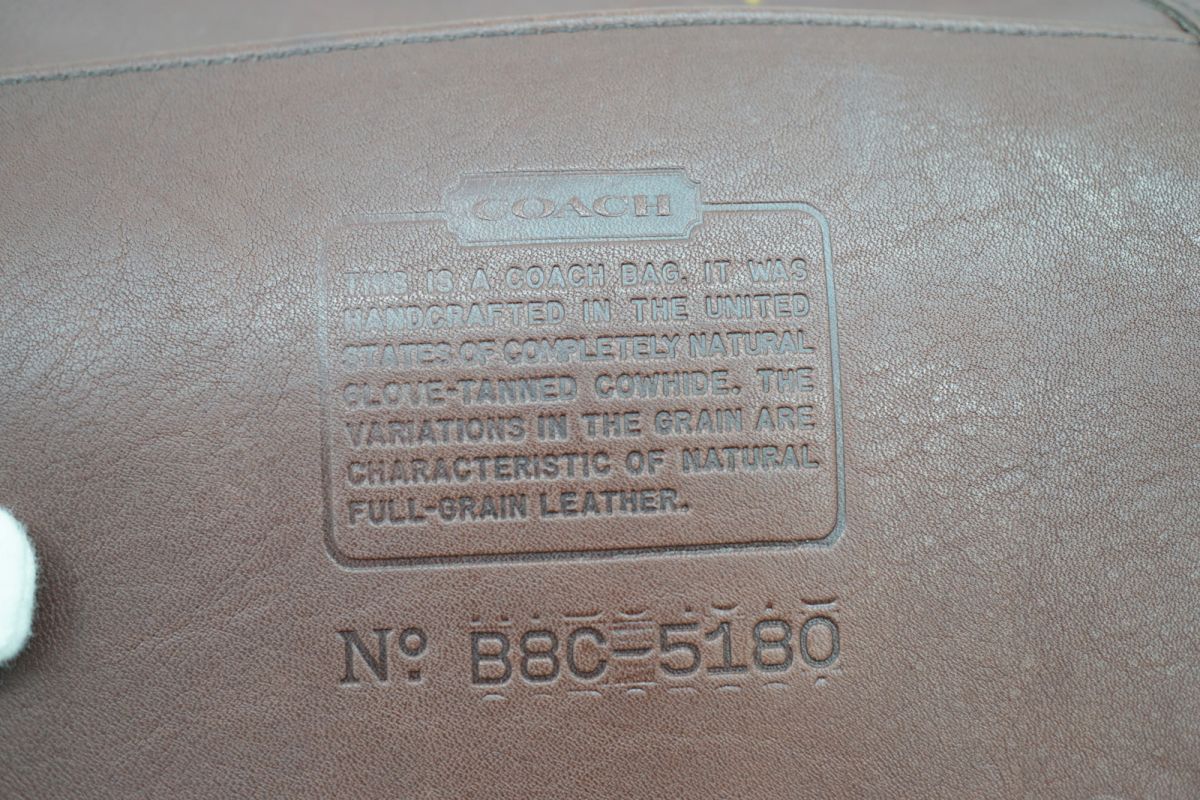 COACH
THIS IS A COACH BAG. IT WAS
HANDCRAFTED IN THE UNITED
STATES OF COMPLETELY NATURAL
GLOVE-TANNED COWHIDE. THE
VARIATIONS IN THE GRAIN ARE
CHARACTERISTIC OF NATURAL
FULL-GRAIN LEATHER.
Nº B8C-5180